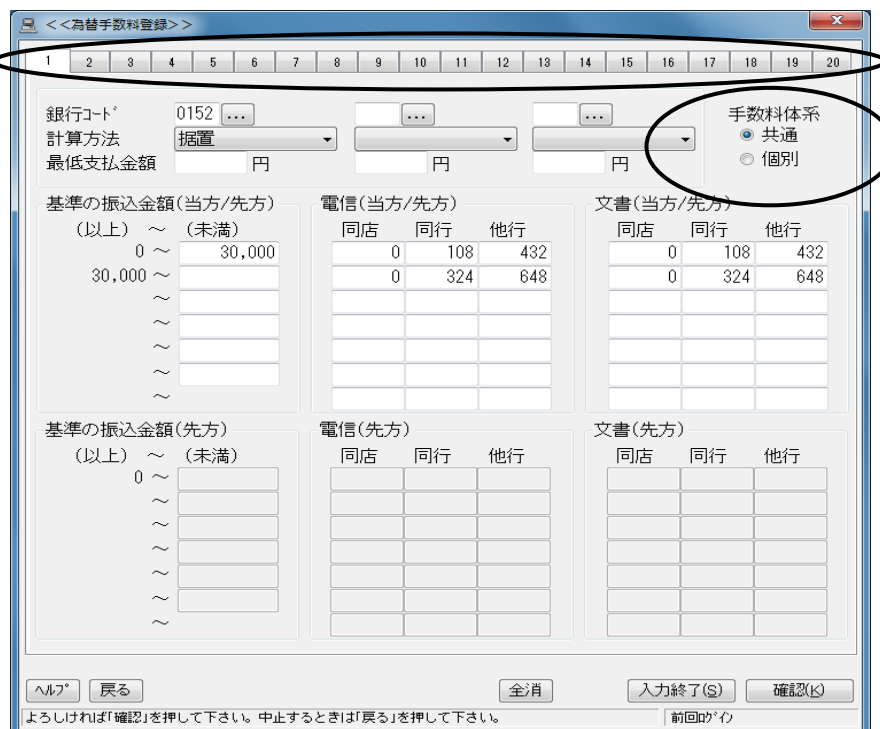 <<為替手数料登録>>
1 2 3 4 5 6 7 8 9 10 11 12 13 14 15 16 17 18 19 20
銀行ｺｰﾄﾞ 0152 ... ... ... 手数料体系
計算方法 据置 共通
最低支払金額 円 円 円 個別
基準の振込金額(当方/先方) 電信(当方/先方) 文書(当方/先方)
(以上) ～ (未満) 同店 同行 他行 同店 同行 他行
0 ～ 30,000 0 108 432 0 108 432
30,000 ～ 0 324 648 0 324 648
～
～
～
～
～
基準の振込金額(先方) 電信(先方) 文書(先方)
(以上) ～ (未満) 同店 同行 他行 同店 同行 他行
0 ～
～
～
～
～
～
～
ﾍﾙﾌﾟ 戻る 全消 入力終了(S) 確認(K)
よろしければ「確認」を押して下さい。中止するときは「戻る」を押して下さい。 前回ﾛｸﾞｲﾝ